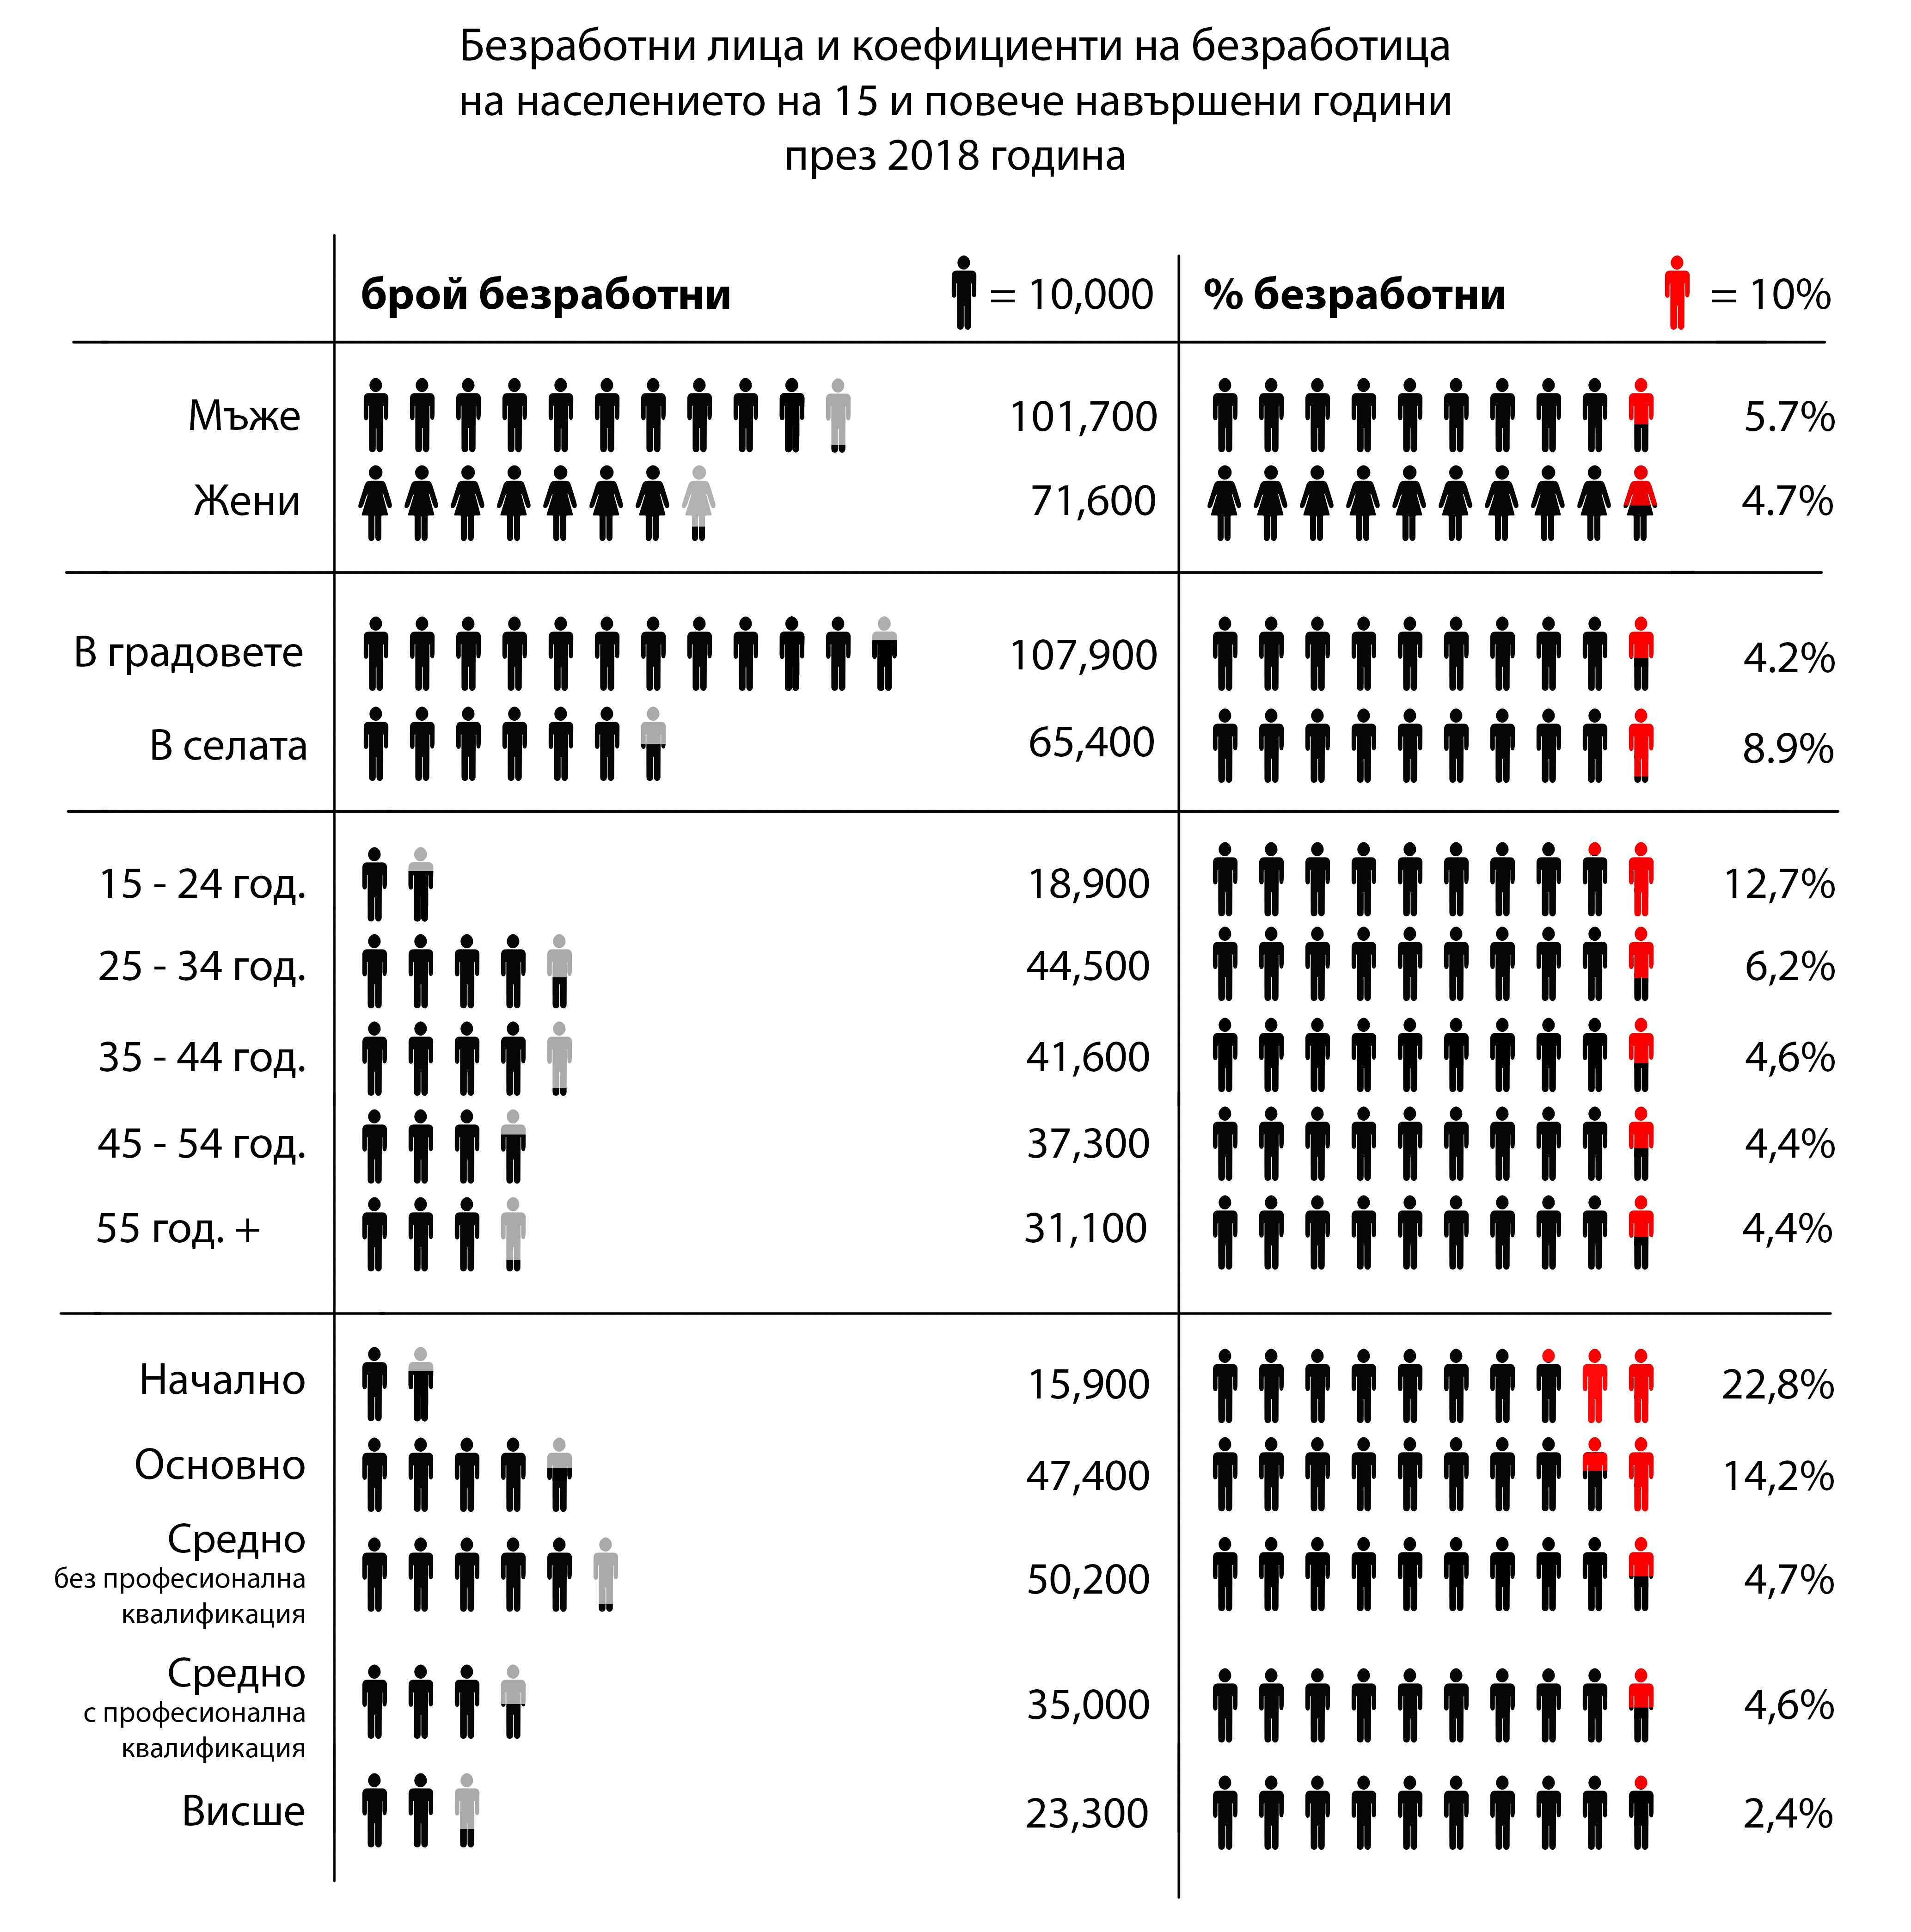 Безработни лица и коефициенти на безработица
на населението на 15 и повече навършени години
през 2018 година
брой безработни = 10,000 % безработни = 10%
Мъже 101,700 5.7%
Жени 71,600 4.7%
В градовете 107,900 4.2%
В селата 65,400 8.9%
15 - 24 год. 18,900 12,7%
25 - 34 год. 44,500 6,2%
35 - 44 год. 41,600 4,6%
45 - 54 год. 37,300 4,4%
55 год. + 31,100 4,4%
Начално 15,900 22,8%
Основно 47,400 14,2%
Средно
без професионална 50,200 4,7%
квалификация
Средно
с професионална 35,000 4,6%
квалификация
Висше 23,300 2,4%